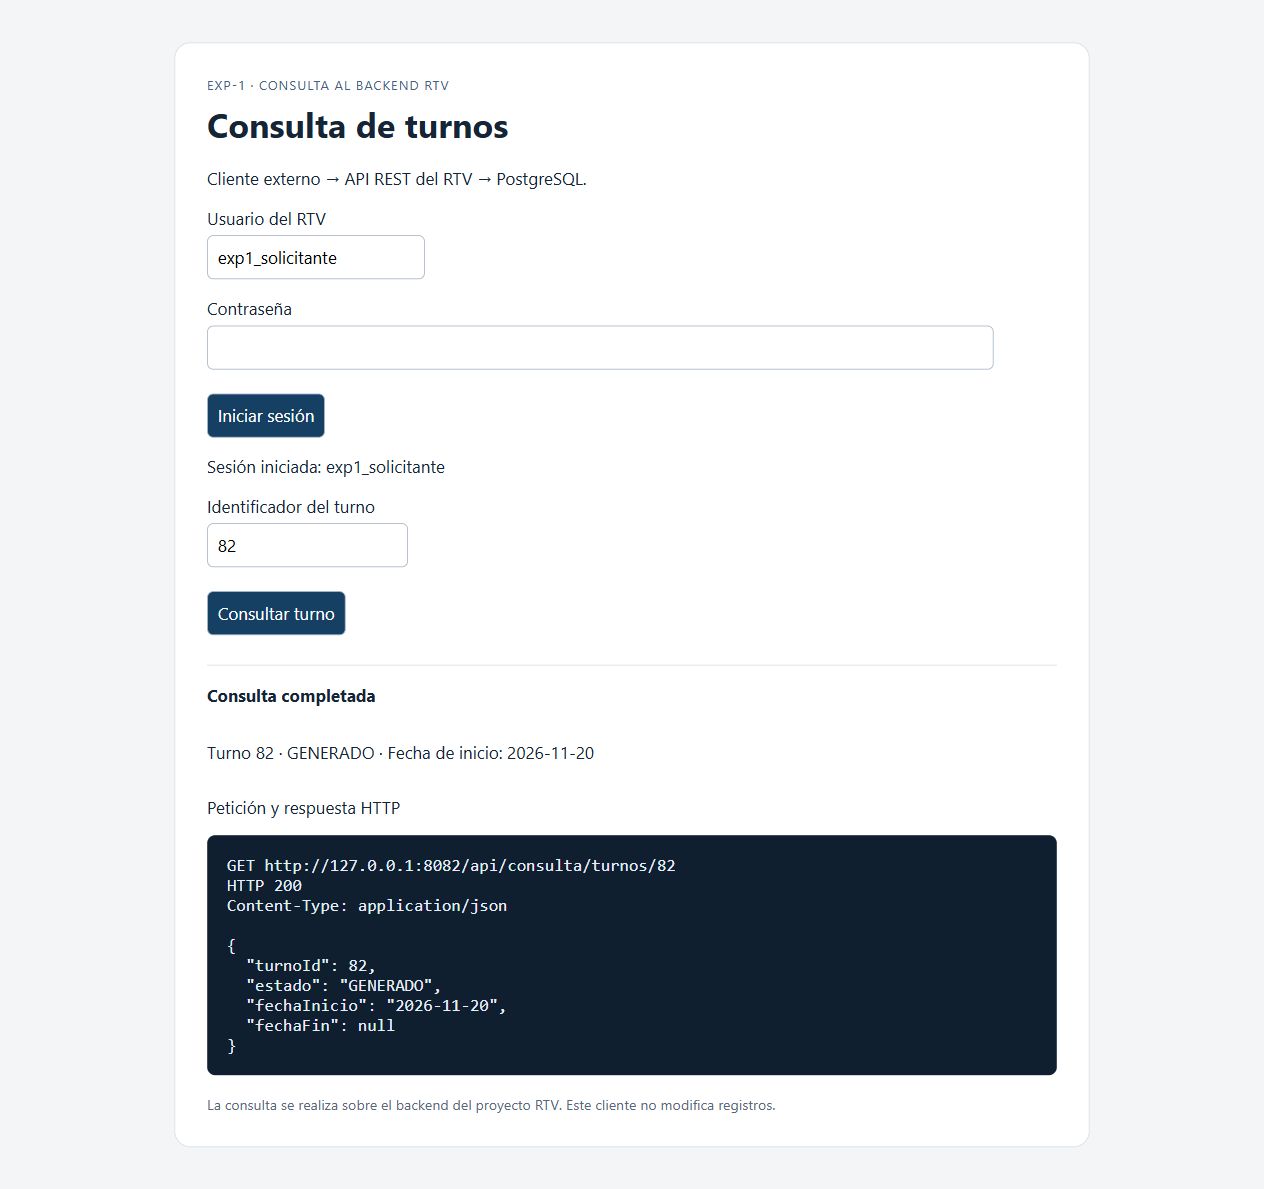 EXP-1 · CONSULTA AL BACKEND RTV
Consulta de turnos
Cliente externo → API REST del RTV → PostgreSQL.
Usuario del RTV
exp1_solicitante
Contraseña
Iniciar sesión
Sesión iniciada: exp1_solicitante
Identificador del turno
82
Consultar turno
Consulta completada
Turno 82 · GENERADO · Fecha de inicio: 2026-11-20
Petición y respuesta HTTP
GET http://127.0.0.1:8082/api/consulta/turnos/82
HTTP 200
Content-Type: application/json
{
  "turnoId": 82,
  "estado": "GENERADO",
  "fechaInicio": "2026-11-20",
  "fechaFin": null
}
La consulta se realiza sobre el backend del proyecto RTV. Este cliente no modifica registros.